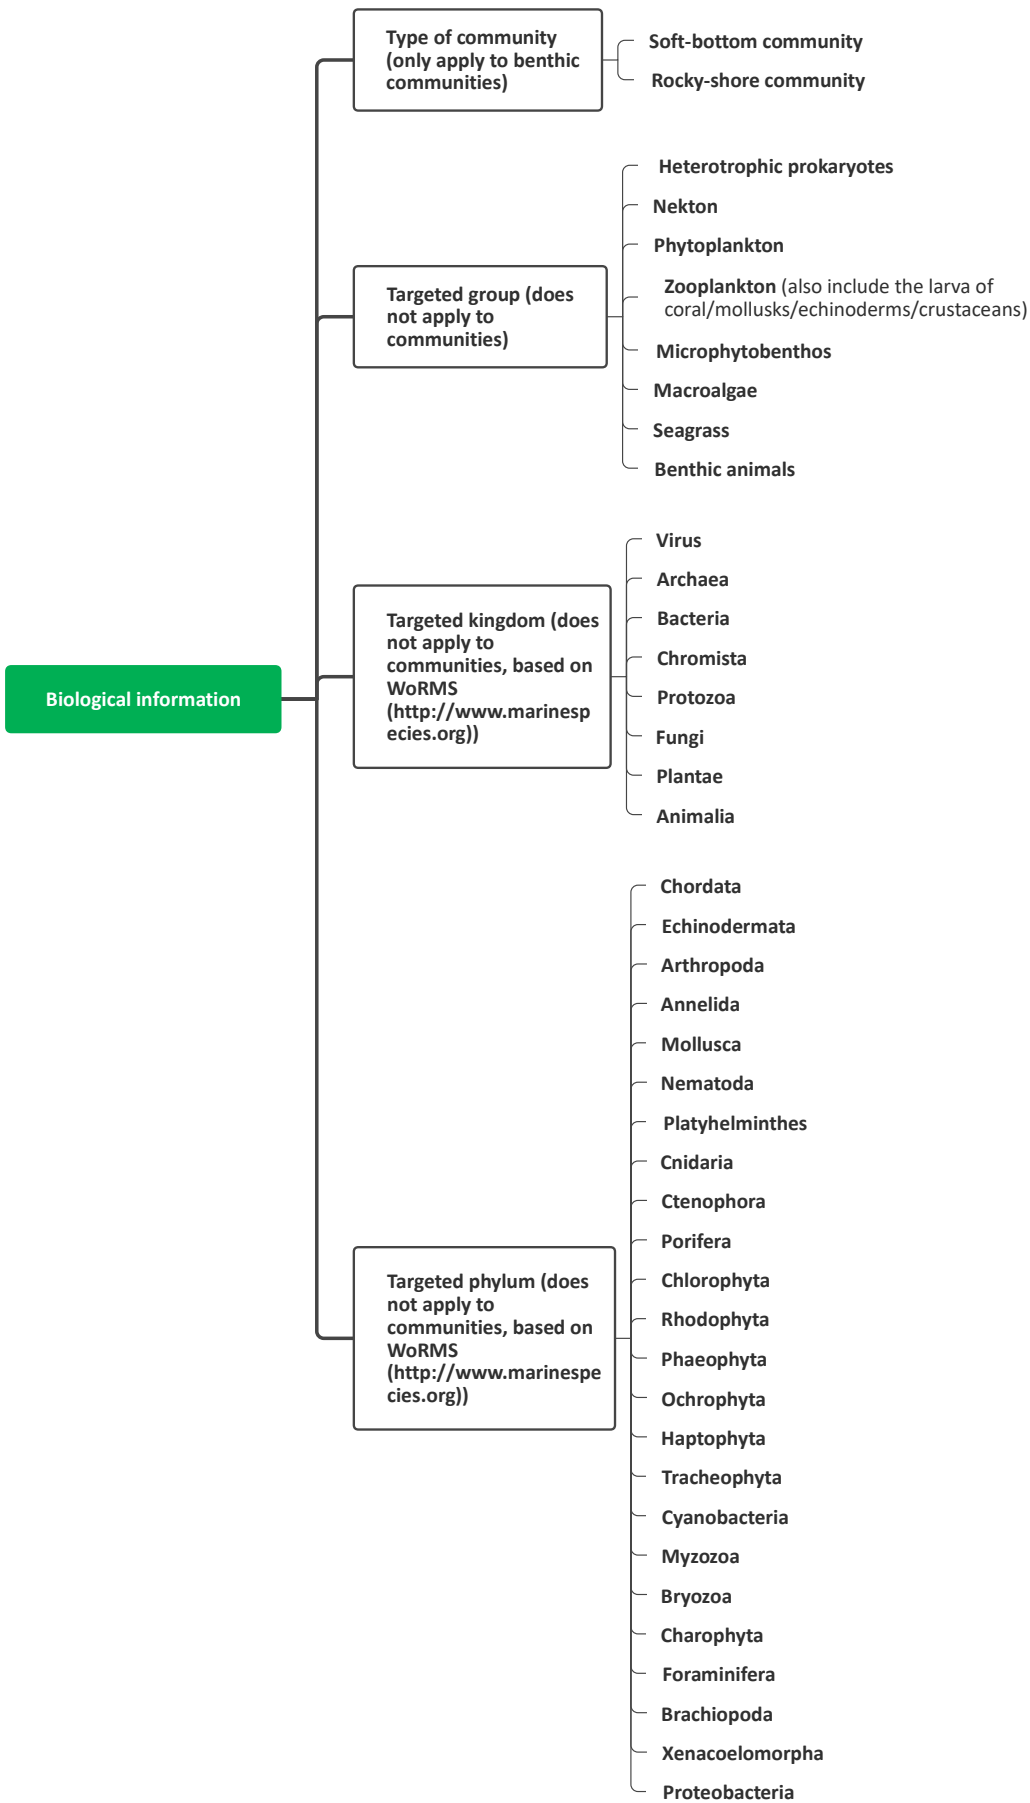 Type of community
(only apply to benthic
communities)
Soft-bottom community
Rocky-shore community
Heterotrophic prokaryotes
Nekton
Phytoplankton
Targeted group (does
not apply to
communities)
Zooplankton (also include the larva of
coral/mollusks/echinoderms/crustaceans)
Microphytobenthos
Macroalgae
Seagrass
Benthic animals
Virus
Archaea
Bacteria
Targeted kingdom (does
not apply to
communities, based on
WoRMS
(http://www.marinesp
ecies.org))
Chromista
Protozoa
Fungi
Plantae
Animalia
Biological information
Chordata
Echinodermata
Arthropoda
Annelida
Mollusca
Nematoda
Platyhelminthes
Cnidaria
Ctenophora
Porifera
Targeted phylum (does
not apply to
communities, based on
WoRMS
(http://www.marinespe
cies.org))
Chlorophyta
Rhodophyta
Phaeophyta
Ochrophyta
Haptophyta
Tracheophyta
Cyanobacteria
Myzozoa
Bryozoa
Charophyta
Foraminifera
Brachiopoda
Xenacoelomorpha
Proteobacteria